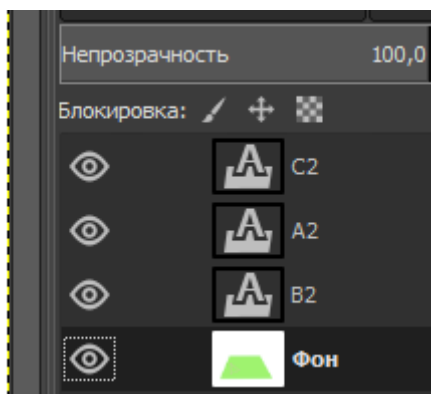 Непрозрачность 100,0
Блокировка:
C2
A2
B2
Фон